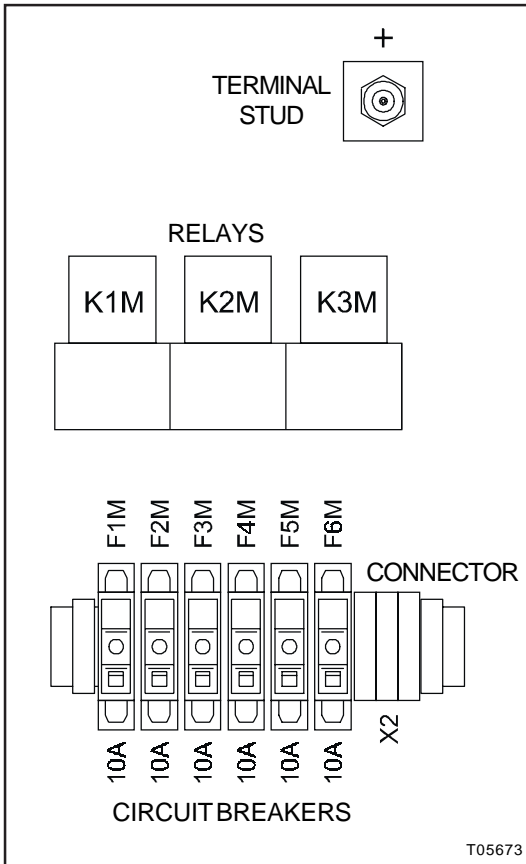 +
TERMINAL
STUD
RELAYS
K1M K2M K3M
F1M F2M F3M F4M F5M F6M
CONNECTOR
10A 10A 10A 10A 10A 10A X2
CIRCUIT BREAKERS
T05673